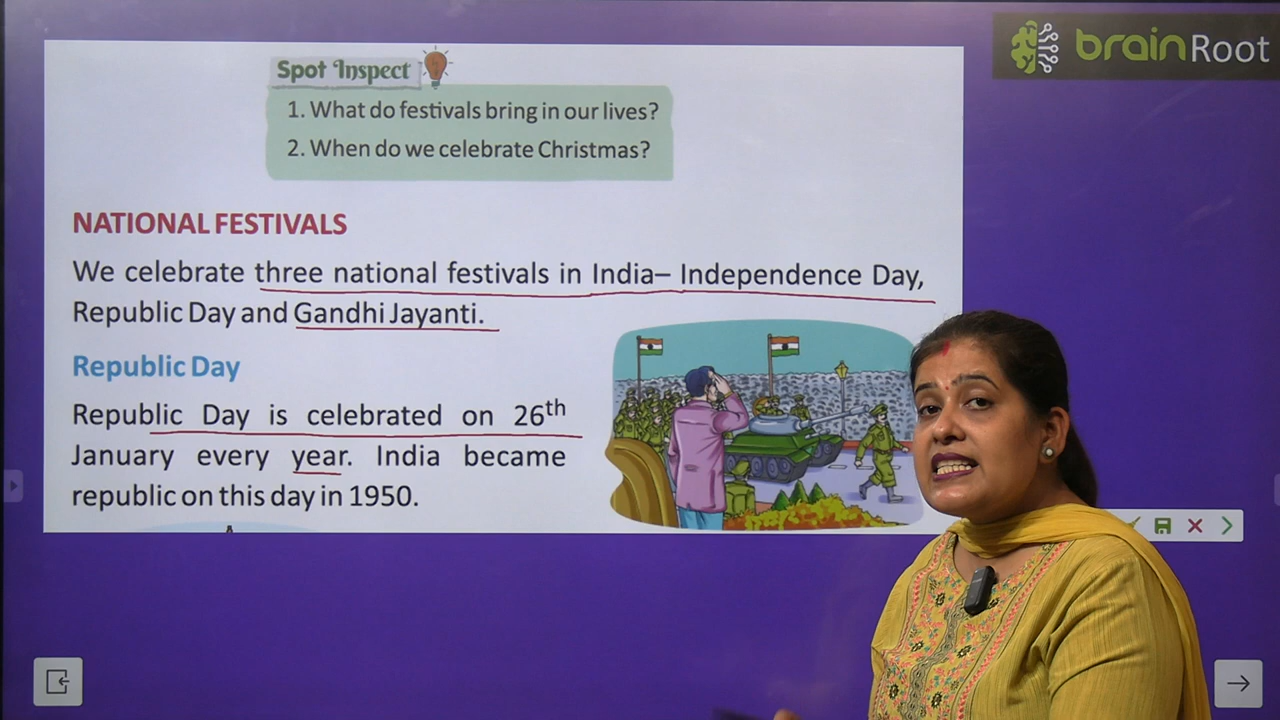 brainRoot
Spot Inspect
1. What do festivals bring in our lives?
2. When do we celebrate Christmas?
NATIONAL FESTIVALS
We celebrate three national festivals in India– Independence Day,
Republic Day and Gandhi Jayanti.
Republic Day
Republic Day is celebrated on 26th
January every year. India became
republic on this day in 1950.